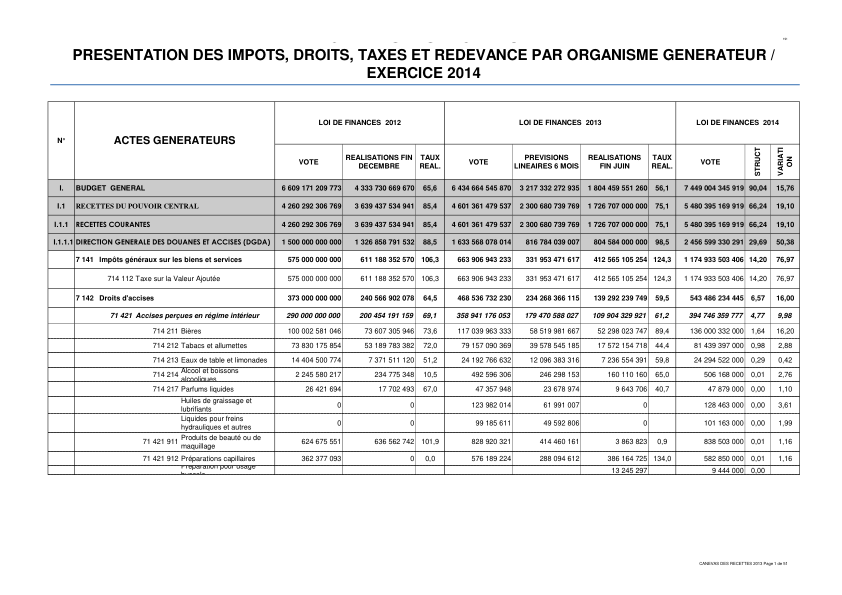 PRESENTATION DES IMPOTS, DROITS, TAXES ET REDEVANCE PAR ORGANISME GENERATEUR /
EXERCICE 2014
N° ACTES GENERATEURS LOI DE FINANCES 2012 LOI DE FINANCES 2013 LOI DE FINANCES 2014
VOTE REALISATIONS FIN DECEMBRE TAUX REAL. VOTE PREVISIONS LINEAIRES 6 MOIS REALISATIONS FIN JUIN TAUX REAL. VOTE STRUCT VARIATION
I. BUDGET GENERAL 6 609 171 209 773 4 333 730 669 670 65,6 6 434 664 545 870 3 217 332 272 935 1 804 459 551 260 56,1 7 449 004 345 919 90,04 15,76
I.1 RECETTES DU POUVOIR CENTRAL 4 260 292 306 769 3 639 437 534 941 85,4 4 601 361 479 537 2 300 680 739 769 1 726 707 000 000 75,1 5 480 395 169 919 66,24 19,10
I.1.1 RECETTES COURANTES 4 260 292 306 769 3 639 437 534 941 85,4 4 601 361 479 537 2 300 680 739 769 1 726 707 000 000 75,1 5 480 395 169 919 66,24 19,10
I.1.1.1 DIRECTION GENERALE DES DOUANES ET ACCISES (DGDA) 1 500 000 000 000 1 326 858 791 532 88,5 1 633 568 078 014 816 784 039 007 804 584 000 000 98,5 2 456 599 330 291 29,69 50,38
7 141 Impôts généraux sur les biens et services 575 000 000 000 611 188 352 570 106,3 663 906 943 233 331 953 471 617 412 565 105 254 124,3 1 174 933 503 406 14,20 76,97
714 112 Taxe sur la Valeur Ajoutée 575 000 000 000 611 188 352 570 106,3 663 906 943 233 331 953 471 617 412 565 105 254 124,3 1 174 933 503 406 14,20 76,97
7 142 Droits d'accises 373 000 000 000 240 566 902 078 64,5 468 536 732 230 234 268 366 115 139 292 239 749 59,5 543 486 234 445 6,57 16,00
71 421 Accises perçues en régime intérieur 290 000 000 000 200 454 191 159 69,1 358 941 176 053 179 470 588 027 109 904 329 921 61,2 394 746 359 777 4,77 9,98
714 211 Bières 100 002 581 046 73 607 305 946 73,6 117 039 963 333 58 519 981 667 52 298 023 747 89,4 136 000 332 000 1,64 16,20
714 212 Tabacs et allumettes 73 830 175 854 53 189 783 382 72,0 79 157 090 369 39 578 545 185 17 572 154 718 44,4 81 439 397 000 0,98 2,88
714 213 Eaux de table et limonades 14 404 500 774 7 371 511 120 51,2 24 192 766 632 12 096 383 316 7 236 554 391 59,8 24 294 522 000 0,29 0,42
714 214 Alcool et boissons alcooliques 2 245 580 217 234 775 348 10,5 492 596 306 246 298 153 160 110 160 65,0 506 168 000 0,01 2,76
714 217 Parfums liquides 26 421 694 17 702 493 67,0 47 357 948 23 678 974 9 643 706 40,7 47 879 000 0,00 1,10
Huiles de graissage et lubrifiants 0 0 123 982 014 61 991 007 0 128 463 000 0,00 3,61
Liquides pour freins hydrauliques et autres 0 0 99 185 611 49 592 806 0 101 163 000 0,00 1,99
71 421 911 Produits de beauté ou de maquillage 624 675 551 636 562 742 101,9 828 920 321 414 460 161 3 863 823 0,9 838 503 000 0,01 1,16
71 421 912 Préparations capillaires 362 377 093 0 0,0 576 189 224 288 094 612 386 164 725 134,0 582 850 000 0,01 1,16
Préparation pour usage 13 245 297 9 444 000 0,00
CANEVAS DES RECETTES 2013 Page 1 de 51